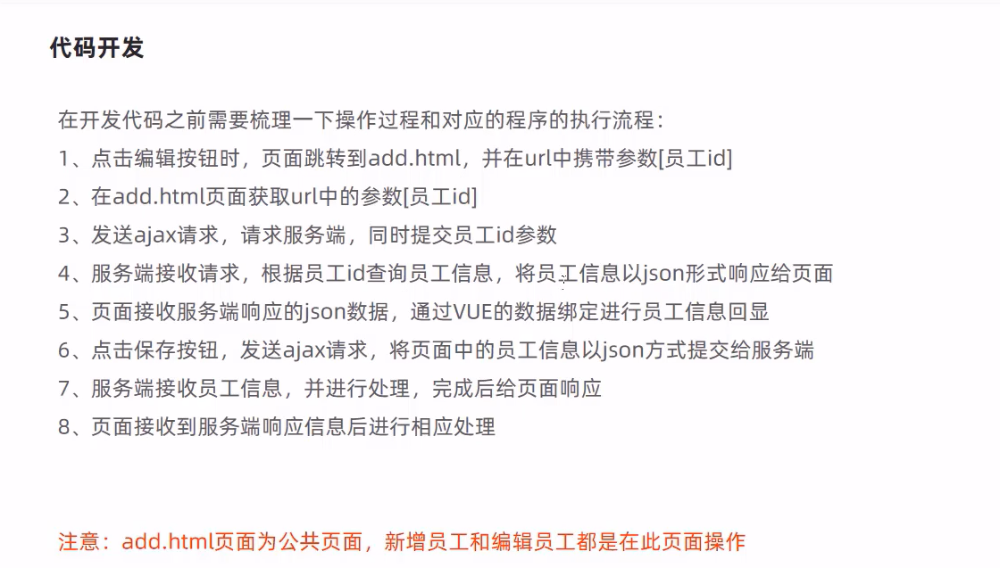 代码开发
在开发代码之前需要梳理一下操作过程和对应的程序的执行流程：
1、点击编辑按钮时，页面跳转到add.html，并在url中携带参数[员工id]
2、在add.html页面获取url中的参数[员工id]
3、发送ajax请求，请求服务端，同时提交员工id参数
4、服务端接收请求，根据员工id查询员工信息，将员工信息以json形式响应给页面
5、页面接收服务端响应的json数据，通过VUE的数据绑定进行员工信息回显
6、点击保存按钮，发送ajax请求，将页面中的员工信息以json方式提交给服务端
7、服务端接收员工信息，并进行处理，完成后给页面响应
8、页面接收到服务端响应信息后进行相应处理
注意：add.html页面为公共页面，新增员工和编辑员工都是在此页面操作